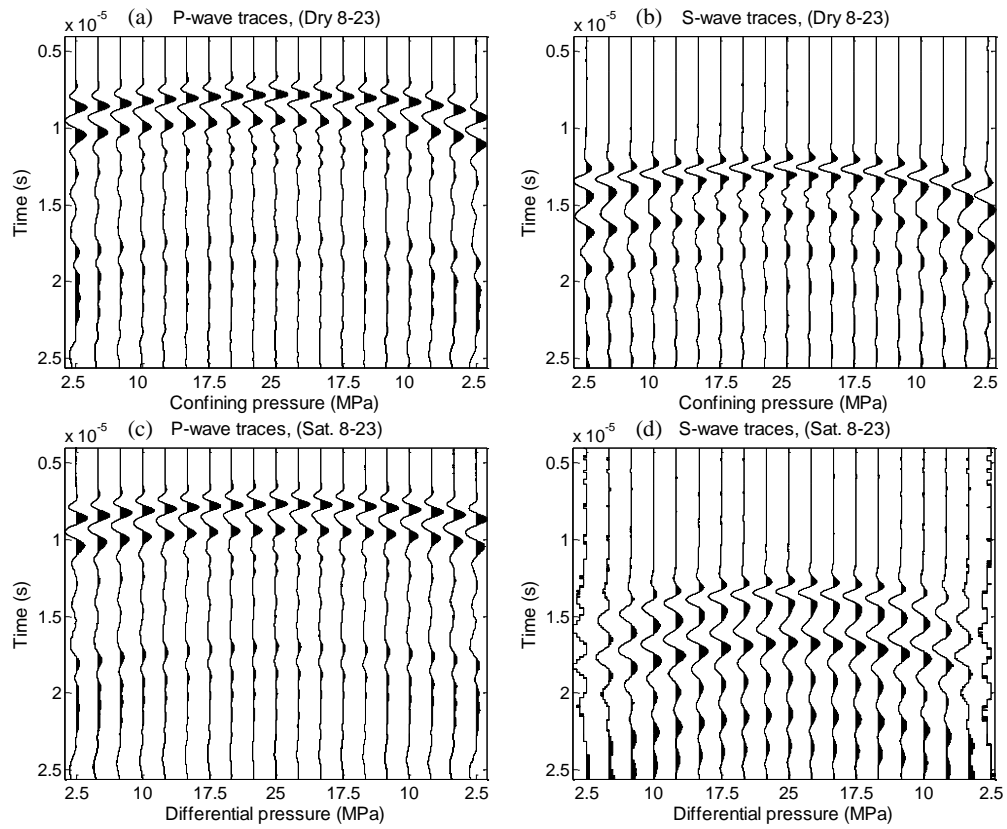 (a) P-wave traces, (Dry 8-23)
x 10-5
0.5
1
1.5
2
2.5
Time (s)
2.5 10 17.5 25 17.5 10 2.5
Confining pressure (MPa)
(b) S-wave traces, (Dry 8-23)
x 10-5
0.5
1
1.5
2
2.5
Time (s)
2.5 10 17.5 25 17.5 10 2.5
Confining pressure (MPa)
(c) P-wave traces, (Sat. 8-23)
x 10-5
0.5
1
1.5
2
2.5
Time (s)
2.5 10 17.5 25 17.5 10 2.5
Differential pressure (MPa)
(d) S-wave traces, (Sat. 8-23)
x 10-5
0.5
1
1.5
2
2.5
Time (s)
2.5 10 17.5 25 17.5 10 2.5
Differential pressure (MPa)